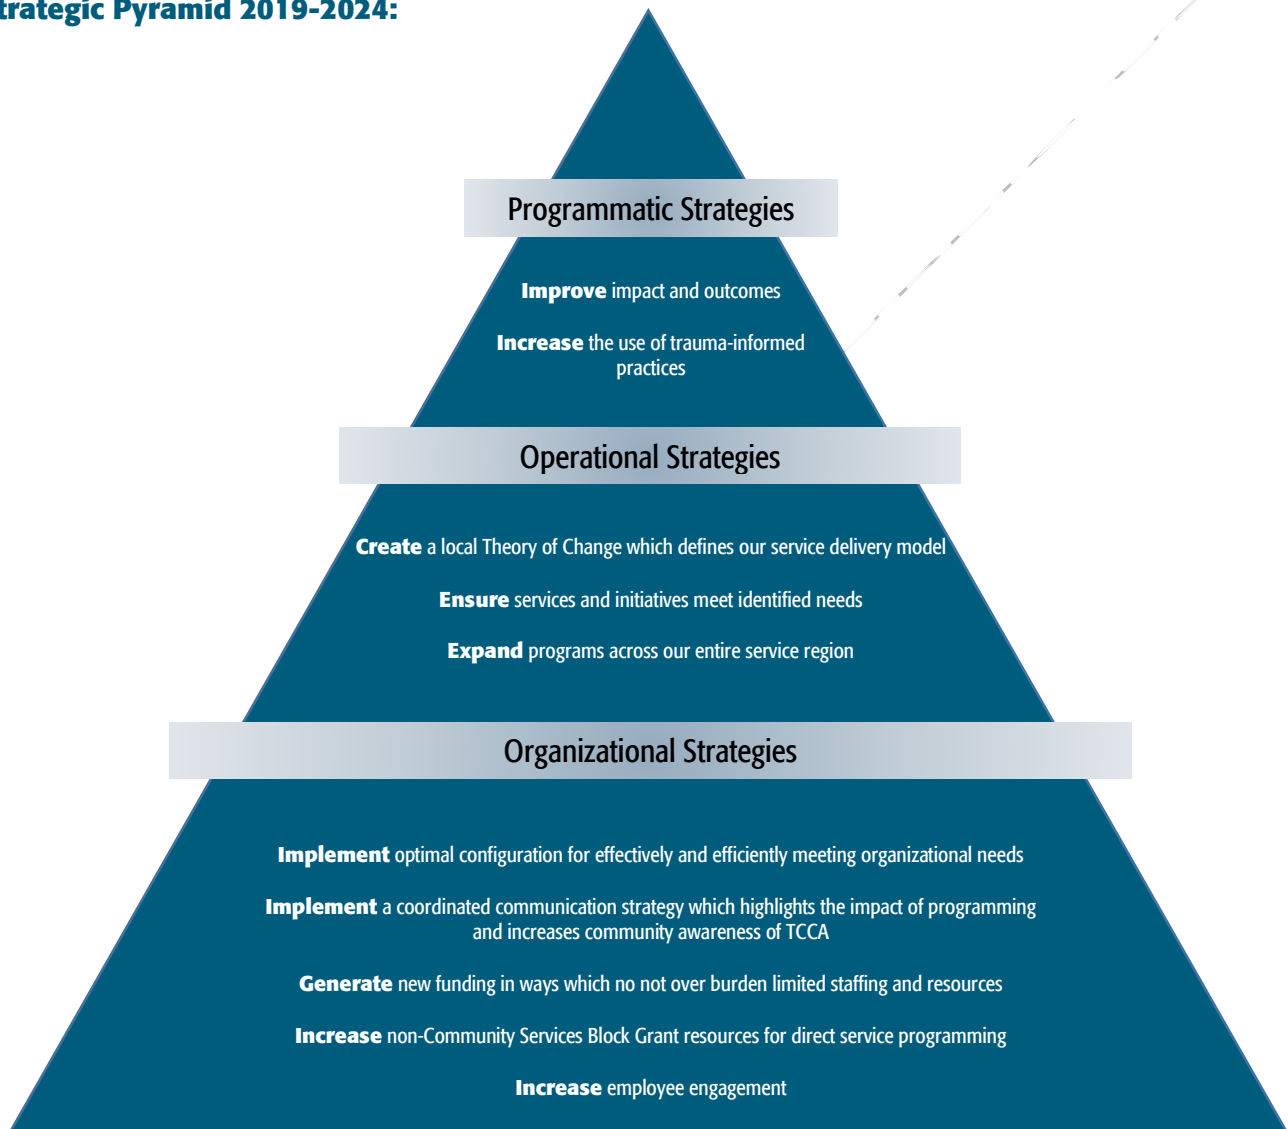 trategic Pyramid 2019-2024:
Programmatic Strategies
Improve impact and outcomes
Increase the use of trauma-informed
practices
Operational Strategies
Create a local Theory of Change which defines our service delivery model
Ensure services and initiatives meet identified needs
Expand programs across our entire service region
Organizational Strategies
Implement optimal configuration for effectively and efficiently meeting organizational needs
Implement a coordinated communication strategy which highlights the impact of programming
and increases community awareness of TCCA
Generate new funding in ways which no not over burden limited staffing and resources
Increase non-Community Services Block Grant resources for direct service programming
Increase employee engagement